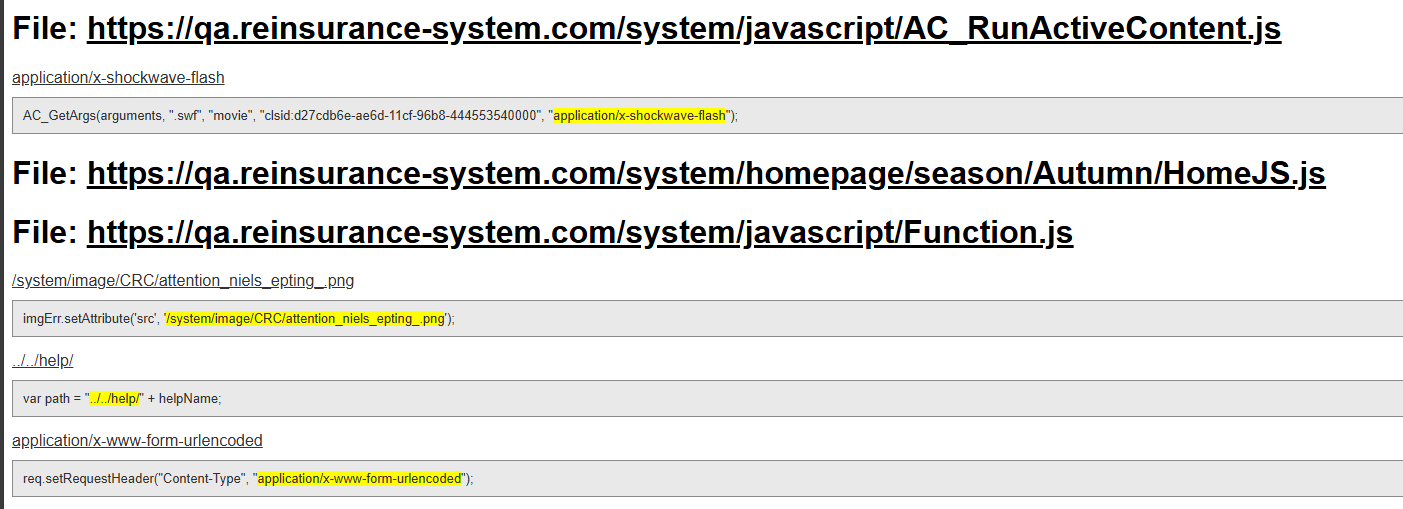 File: https://qa.reinsurance-system.com/system/javascript/AC_RunActiveContent.js
application/x-shockwave-flash
AC_GetArgs(arguments, ".swf", "movie", "clsid:d27cdb6e-ae6d-11cf-96b8-444553540000", "application/x-shockwave-flash");
File: https://qa.reinsurance-system.com/system/homepage/season/Autumn/HomeJS.js
File: https://qa.reinsurance-system.com/system/javascript/Function.js
/system/image/CRC/attention_niels_epting_.png
imgErr.setAttribute('src', '/system/image/CRC/attention_niels_epting_.png');
../../help/
var path = "../../help/" + helpName;
application/x-www-form-urlencoded
req.setRequestHeader("Content-Type", "application/x-www-form-urlencoded");